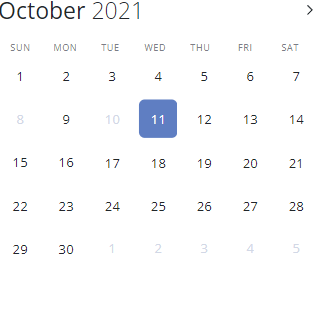 October 2021
SUN MON TUE WED THU FRI SAT
1 2 3 4 5 6 7
8 9 10 11 12 13 14
15 16 17 18 19 20 21
22 23 24 25 26 27 28
29 30 1 2 3 4 5